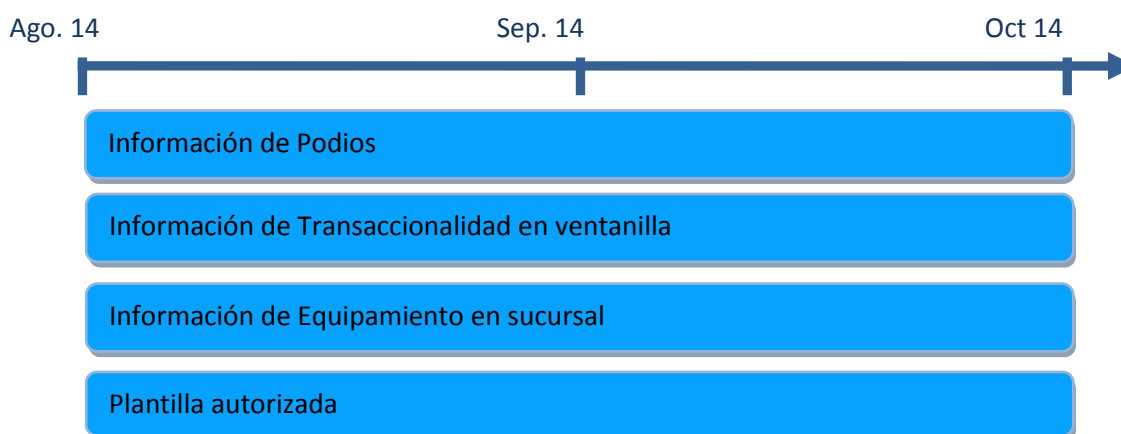 Ago. 14 Sep. 14 Oct 14
Información de Podios
Información de Transaccionalidad en ventanilla
Información de Equipamiento en sucursal
Plantilla autorizada